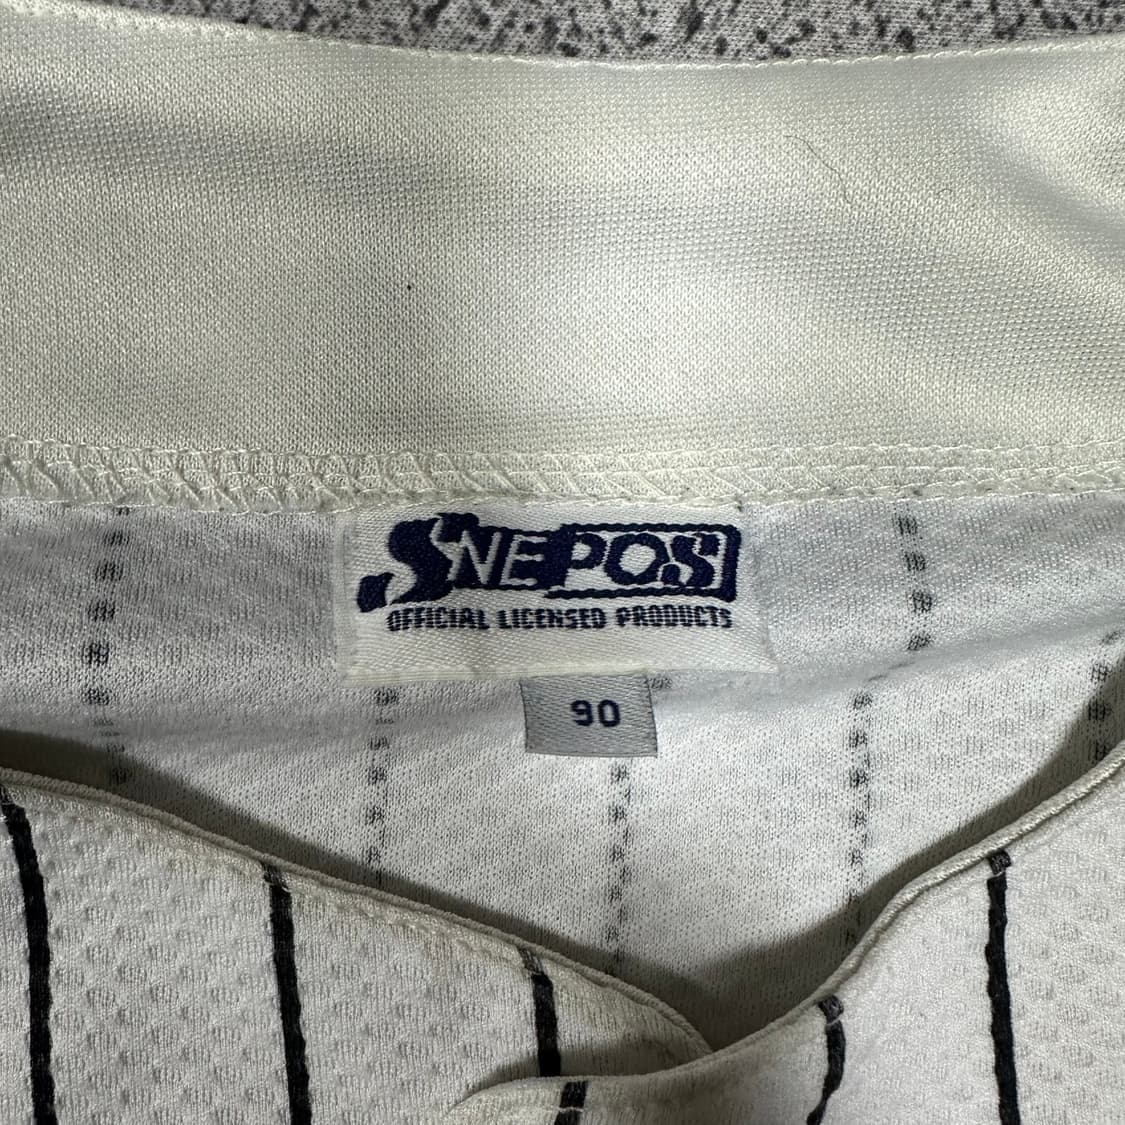 SNEPOS
OFFICIAL LICENSED PRODUCTS
90